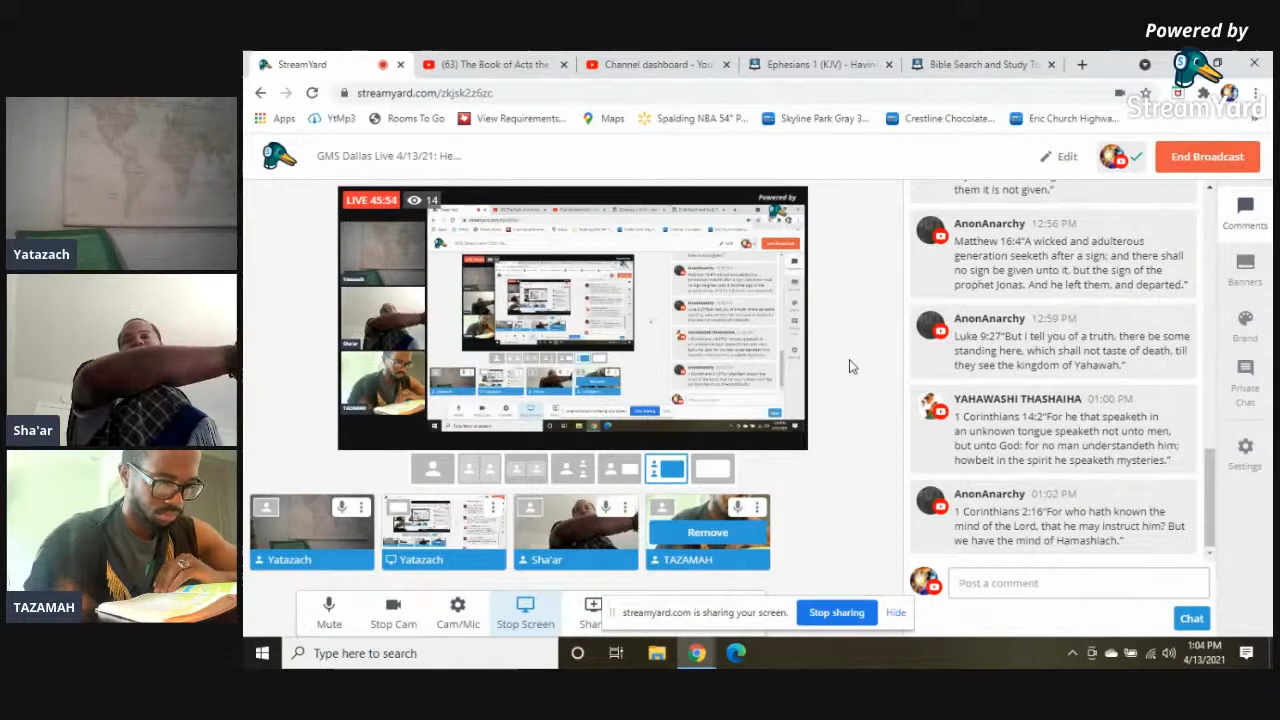 Powered by
StreamYard
Yatazach
Sha'ar
TAZAMAH
StreamYard
(63) The Book of Acts the
Channel dashboard - You
Ephesians 1 (KJV) - Havin
Bible Search and Study To
streamyard.com/zkjsk2z6zc
Apps
YtMp3
Rooms To Go
View Requirements...
Maps
Spalding NBA 54" P...
Skyline Park Gray 3...
Crestline Chocolate...
Eric Church Highwa...
GMS Dallas Live 4/13/21: He...
Edit
End Broadcast
LIVE 45:54
14
Powered by
Yatazach
Sha'ar
TAZAMAH
Yatazach
Yatazach
Sha'ar
Remove
TAZAMAH
Mute
Stop Cam
Cam/Mic
Stop Screen
streamyard.com is sharing your screen.
Stop sharing
Hide
them it is not given."
AnonAnarchy 12:56 PM
Matthew 16:4"A wicked and adulterous
generation seeketh after a sign; and there shall
no sign be given unto it, but the sign of the
prophet Jonas. And he left them, and departed."
AnonAnarchy 12:59 PM
Luke 9:27"But I tell you of a truth, there be some
standing here, which shall not taste of death, till
they see the kingdom of Yahawah."
YAHAWASHI THASHAIHA 01:00 PM
1 Corinthians 14:2"For he that speaketh in
an unknown tongue speaketh not unto men,
but unto God: for no man understandeth him;
howbeit in the spirit he speaketh mysteries."
AnonAnarchy 01:02 PM
1 Corinthians 2:16"For who hath known the
mind of the Lord, that he may instruct him? But
we have the mind of Hamashiach."
Post a comment
Chat
Comments
Banners
Brand
Private
Chat
Settings
Type here to search
1:04 PM
4/13/2021